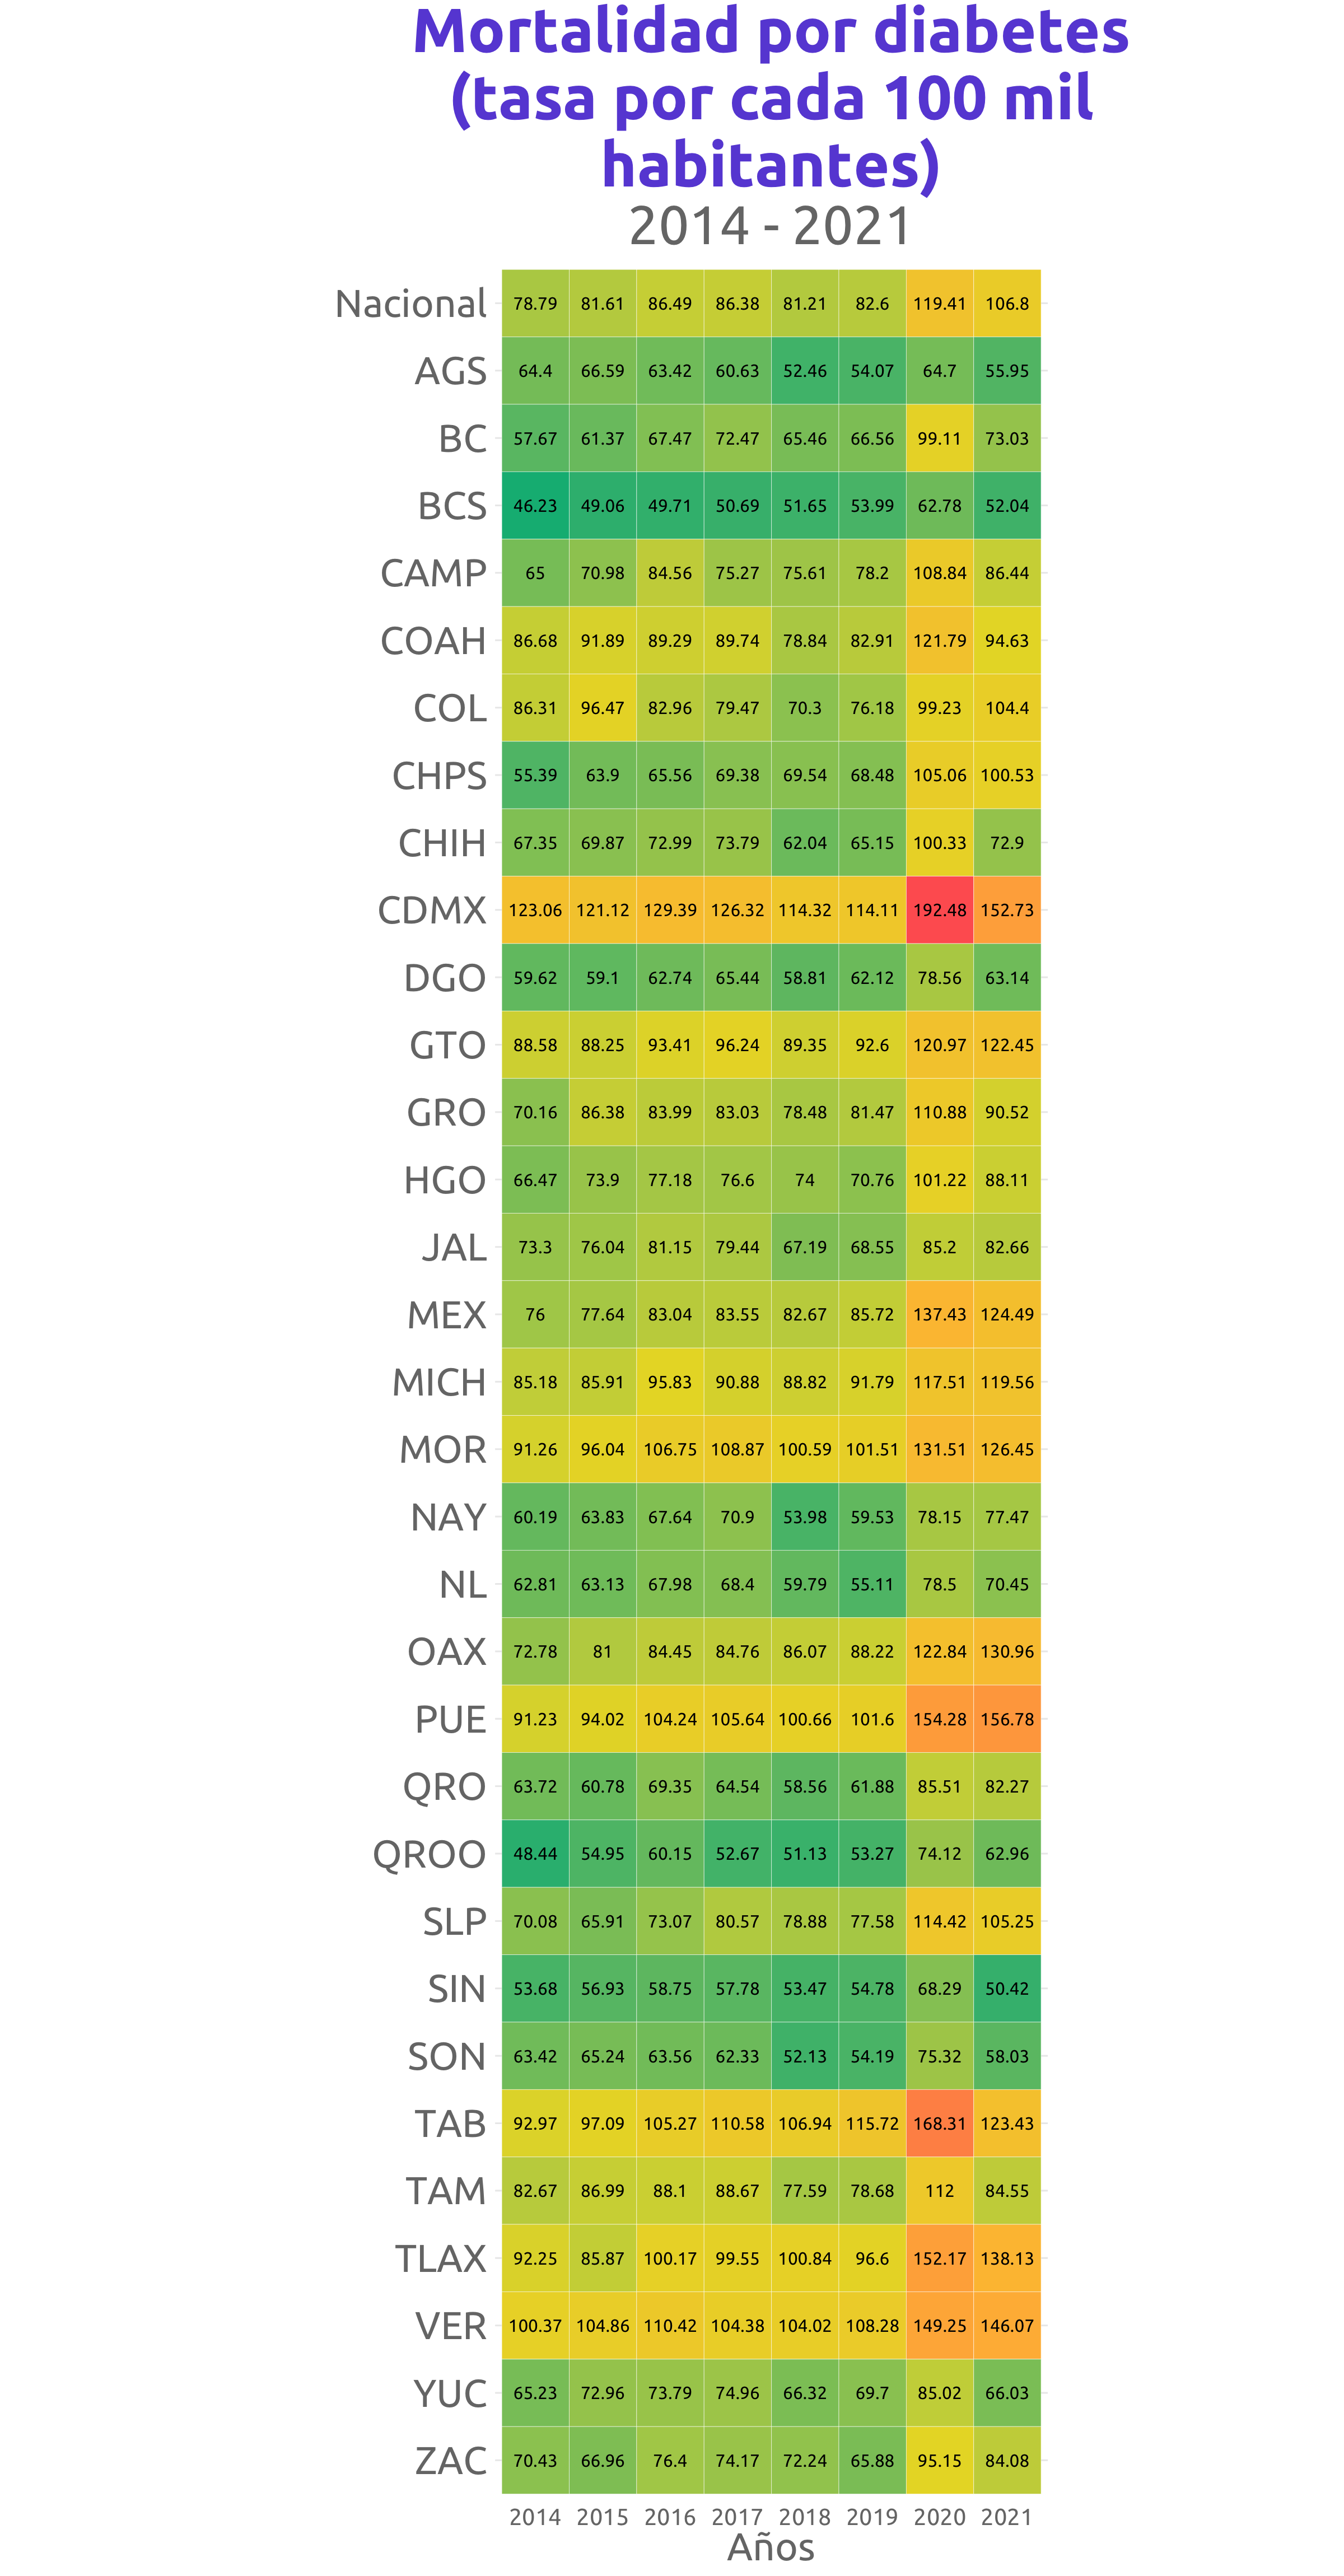 Mortalidad por diabetes
(tasa por cada 100 mil
habitantes)
2014 - 2021
Nacional 78.79 81.61 86.49 86.38 81.21 82.6 119.41 106.8
AGS 64.4 66.59 63.42 60.63 52.46 54.07 64.7 55.95
BC 57.67 61.37 67.47 72.47 65.46 66.56 99.11 73.03
BCS 46.23 49.06 49.71 50.69 51.65 53.99 62.78 52.04
CAMP 65 70.98 84.56 75.27 75.61 78.2 108.84 86.44
COAH 86.68 91.89 89.29 89.74 78.84 82.91 121.79 94.63
COL 86.31 96.47 82.96 79.47 70.3 76.18 99.23 104.4
CHPS 55.39 63.9 65.56 69.38 69.54 68.48 105.06 100.53
CHIH 67.35 69.87 72.99 73.79 62.04 65.15 100.33 72.9
CDMX 123.06 121.12 129.39 126.32 114.32 114.11 192.48 152.73
DGO 59.62 59.1 62.74 65.44 58.81 62.12 78.56 63.14
GTO 88.58 88.25 93.41 96.24 89.35 92.6 120.97 122.45
GRO 70.16 86.38 83.99 83.03 78.48 81.47 110.88 90.52
HGO 66.47 73.9 77.18 76.6 74 70.76 101.22 88.11
JAL 73.3 76.04 81.15 79.44 67.19 68.55 85.2 82.66
MEX 76 77.64 83.04 83.55 82.67 85.72 137.43 124.49
MICH 85.18 85.91 95.83 90.88 88.82 91.79 117.51 119.56
MOR 91.26 96.04 106.75 108.87 100.59 101.51 131.51 126.45
NAY 60.19 63.83 67.64 70.9 53.98 59.53 78.15 77.47
NL 62.81 63.13 67.98 68.4 59.79 55.11 78.5 70.45
OAX 72.78 81 84.45 84.76 86.07 88.22 122.84 130.96
PUE 91.23 94.02 104.24 105.64 100.66 101.6 154.28 156.78
QRO 63.72 60.78 69.35 64.54 58.56 61.88 85.51 82.27
QROO 48.44 54.95 60.15 52.67 51.13 53.27 74.12 62.96
SLP 70.08 65.91 73.07 80.57 78.88 77.58 114.42 105.25
SIN 53.68 56.93 58.75 57.78 53.47 54.78 68.29 50.42
SON 63.42 65.24 63.56 62.33 52.13 54.19 75.32 58.03
TAB 92.97 97.09 105.27 110.58 106.94 115.72 168.31 123.43
TAM 82.67 86.99 88.1 88.67 77.59 78.68 112 84.55
TLAX 92.25 85.87 100.17 99.55 100.84 96.6 152.17 138.13
VER 100.37 104.86 110.42 104.38 104.02 108.28 149.25 146.07
YUC 65.23 72.96 73.79 74.96 66.32 69.7 85.02 66.03
ZAC 70.43 66.96 76.4 74.17 72.24 65.88 95.15 84.08
2014 2015 2016 2017 2018 2019 2020 2021
Años